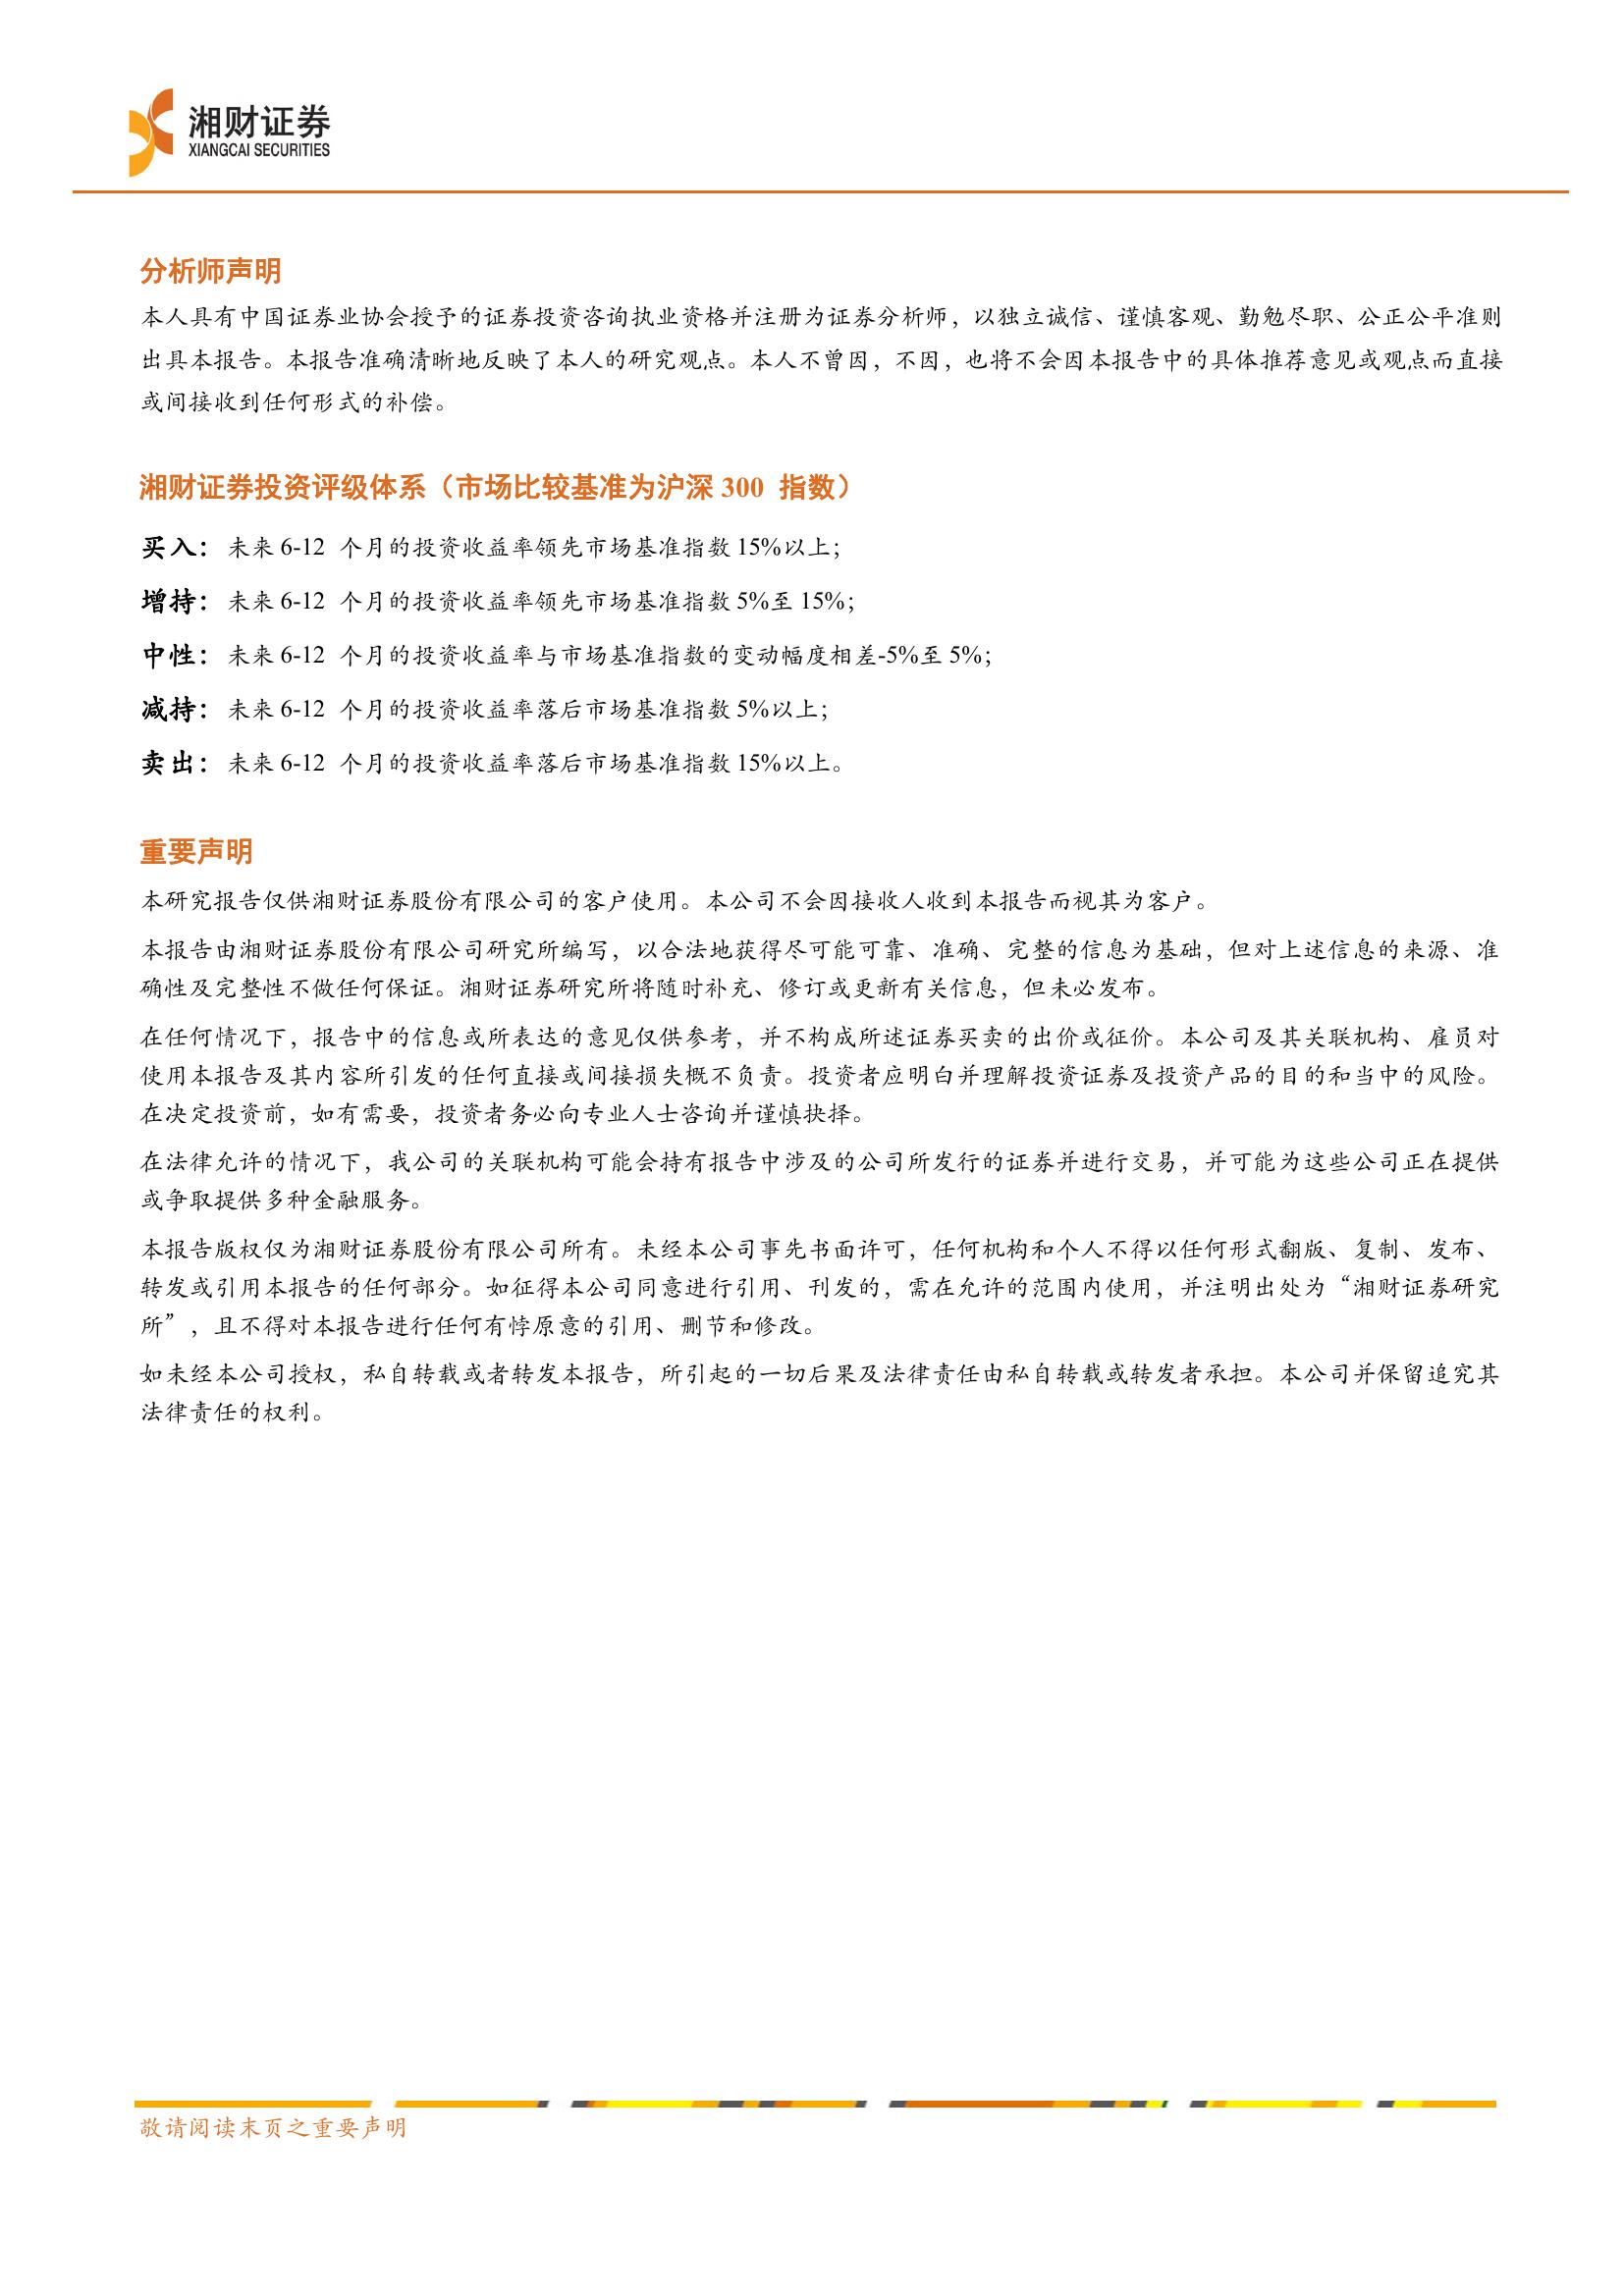 湘财证券
XIANGCAI SECURITIES
分析师声明
本人具有中国证券业协会授予的证券投资咨询执业资格并注册为证券分析师，以独立诚信、谨慎客观、勤勉尽职、公正公平准则
出具本报告。本报告准确清晰地反映了本人的研究观点。本人不曾因，不因，也将不会因本报告中的具体推荐意见或观点而直接
或间接收到任何形式的补偿。
湘财证券投资评级体系（市场比较基准为沪深 300 指数）
买入：未来 6-12 个月的投资收益率领先市场基准指数 15%以上；
增持：未来 6-12 个月的投资收益率领先市场基准指数 5%至 15%；
中性：未来 6-12 个月的投资收益率与市场基准指数的变动幅度相差-5%至 5%；
减持：未来 6-12 个月的投资收益率落后市场基准指数 5%以上；
卖出：未来 6-12 个月的投资收益率落后市场基准指数 15%以上。
重要声明
本研究报告仅供湘财证券股份有限公司的客户使用。本公司不会因接收人收到本报告而视其为客户。
本报告由湘财证券股份有限公司研究所编写，以合法地获得尽可能可靠、准确、完整的信息为基础，但对上述信息的来源、准
确性及完整性不做任何保证。湘财证券研究所将随时补充、修订或更新有关信息，但未必发布。
在任何情况下，报告中的信息或所表达的意见仅供参考，并不构成所述证券买卖的出价或征价。本公司及其关联机构、雇员对
使用本报告及其内容所引发的任何直接或间接损失概不负责。投资者应明白并理解投资证券及投资产品的目的和当中的风险。
在决定投资前，如有需要，投资者务必向专业人士咨询并谨慎抉择。
在法律允许的情况下，我公司的关联机构可能会持有报告中涉及的公司所发行的证券并进行交易，并可能为这些公司正在提供
或争取提供多种金融服务。
本报告版权仅为湘财证券股份有限公司所有。未经本公司事先书面许可，任何机构和个人不得以任何形式翻版、复制、发布、
转发或引用本报告的任何部分。如征得本公司同意进行引用、刊发的，需在允许的范围内使用，并注明出处为“湘财证券研究
所”，且不得对本报告进行任何有悖原意的引用、删节和修改。
如未经本公司授权，私自转载或者转发本报告，所引起的一切后果及法律责任由私自转载或转发者承担。本公司并保留追究其
法律责任的权利。
敬请阅读末页之重要声明